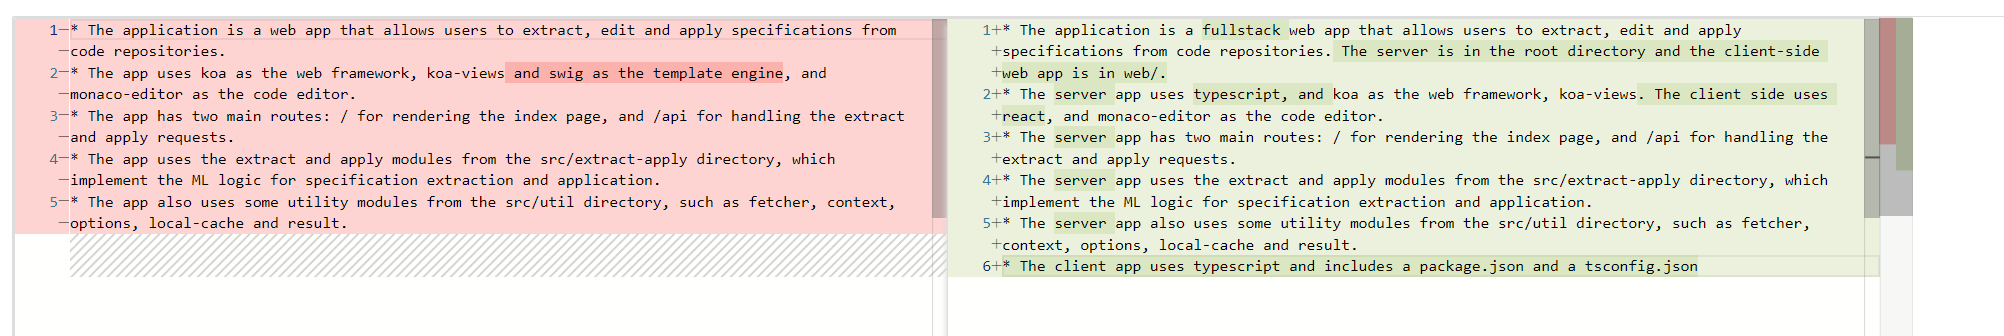 1-* The application is a web app that allows users to extract, edit and apply specifications from
-code repositories.
2-* The app uses koa as the web framework, koa-views and swig as the template engine, and
-monaco-editor as the code editor.
3-* The app has two main routes: / for rendering the index page, and /api for handling the extract
-and apply requests.
4-* The app uses the extract and apply modules from the src/extract-apply directory, which
-implement the ML logic for specification extraction and application.
5-* The app also uses some utility modules from the src/util directory, such as fetcher, context,
-options, local-cache and result.
1+* The application is a fullstack web app that allows users to extract, edit and apply
+specifications from code repositories. The server is in the root directory and the client-side
+web app is in web/.
2+* The server app uses typescript, and koa as the web framework, koa-views. The client side uses
+react, and monaco-editor as the code editor.
3+* The server app has two main routes: / for rendering the index page, and /api for handling the
+extract and apply requests.
4+* The server app uses the extract and apply modules from the src/extract-apply directory, which
+implement the ML logic for specification extraction and application.
5+* The server app also uses some utility modules from the src/util directory, such as fetcher,
+context, options, local-cache and result.
6+* The client app uses typescript and includes a package.json and a tsconfig.json